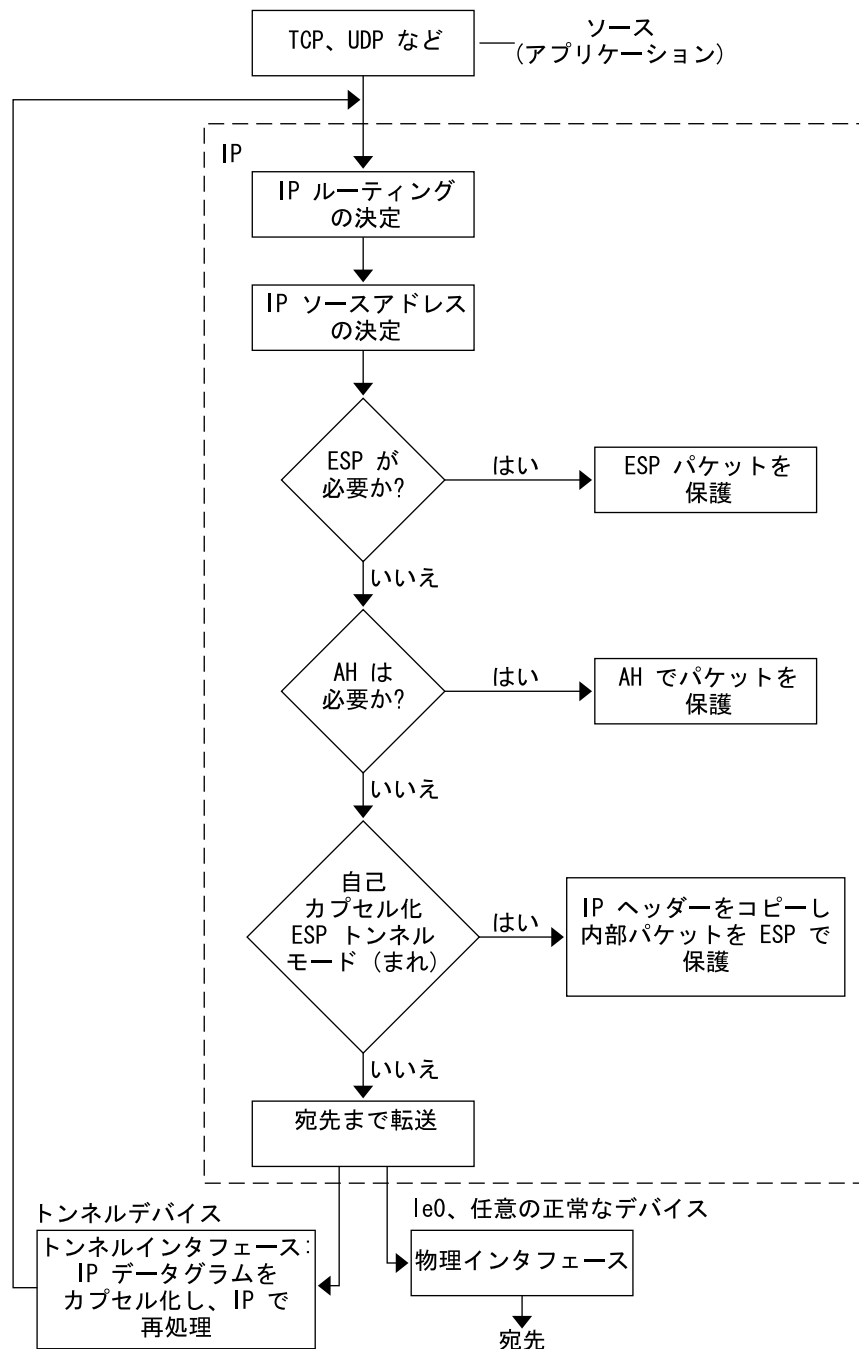 TCP、UDP など
ソース
(アプリケーション)
IP
IP ルーティング
の決定
IP ソースアドレス
の決定
ESP が
必要か?
はい
ESP パケットを
保護
いいえ
AH は
必要か?
はい
AH でパケットを
保護
いいえ
自己
カプセル化
ESP トンネル
モード (まれ)
はい
IP ヘッダーをコピーし
内部パケットを ESP で
保護
いいえ
宛先まで転送
トンネルデバイス
トンネルインタフェース:
IP データグラムを
カプセル化し、IP で
再処理
le0、任意の正常なデバイス
物理インタフェース
宛先